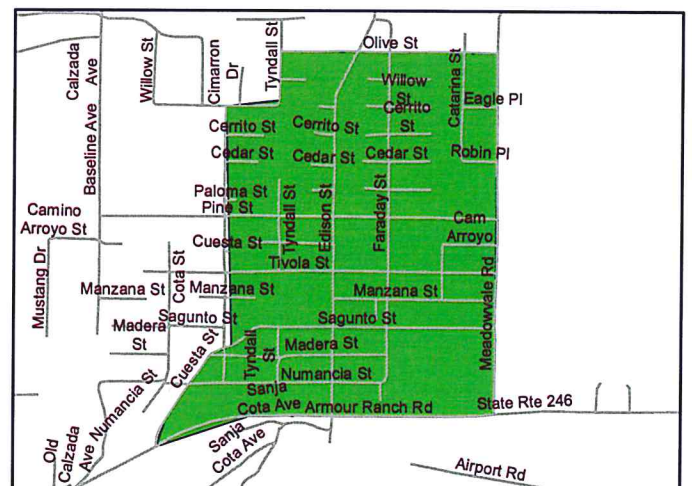 Olive St
Calzada
Ave
Willow St
Cimarron
Dr
Tyndall St
Willow
St
Cerrito
St
Catarina St
Eagle Pl
Cerrito St
Cerrito St
Cedar St
Cedar St
Cedar St
Robin Pl
Baseline Ave
Paloma St
Pine St
Camino
Arroyo St
Tyndall St
Edison St
Faraday St
Cam
Arroyo
Cuesta St
Tivola St
Mustang Dr
Cota St
Manzana St
Manzana St
Manzana St
Meadowvale Rd
Sagunto St
Sagunto St
Madera
St
Cuesta St
Tyndall
St
Madera St
Numancia St
Numancia St
Sanja
Cota Ave
Armour Ranch Rd
State Rte 246
Old
Calzada
Ave
Sanja
Cota Ave
Airport Rd